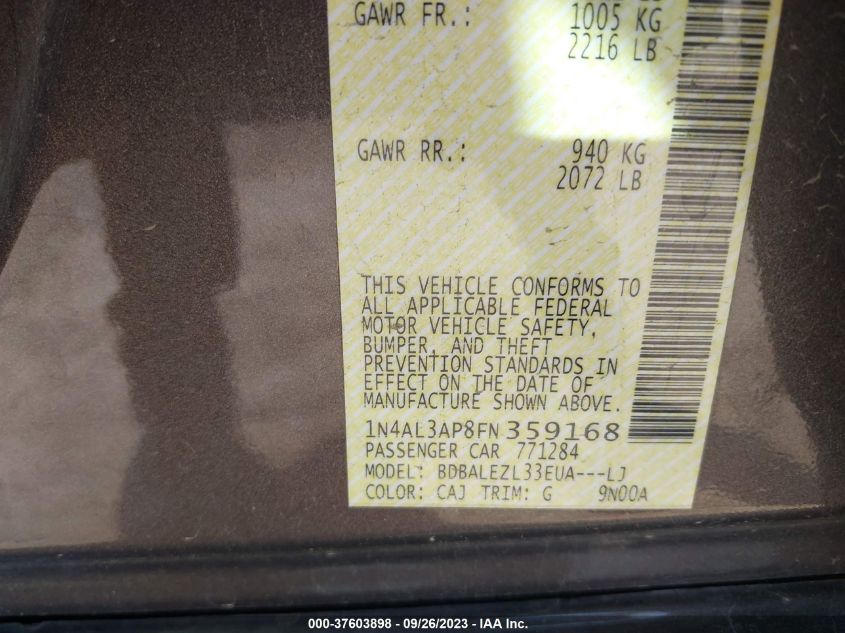 GAWR FR.: 1005 KG
2216 LB
GAWR RR.: 940 KG
2072 LB
THIS VEHICLE CONFORMS TO
ALL APPLICABLE FEDERAL
MOTOR VEHICLE SAFETY,
BUMPER, AND THEFT
PREVENTION STANDARDS IN
EFFECT ON THE DATE OF
MANUFACTURE SHOWN ABOVE.
1N4AL3AP8FN 359168
PASSENGER CAR 771284
MODEL: BDBALEZL33EUA---LJ
COLOR: CAJ TRIM: G 9N00A
000-37603898 - 09/26/2023 - IAA Inc.